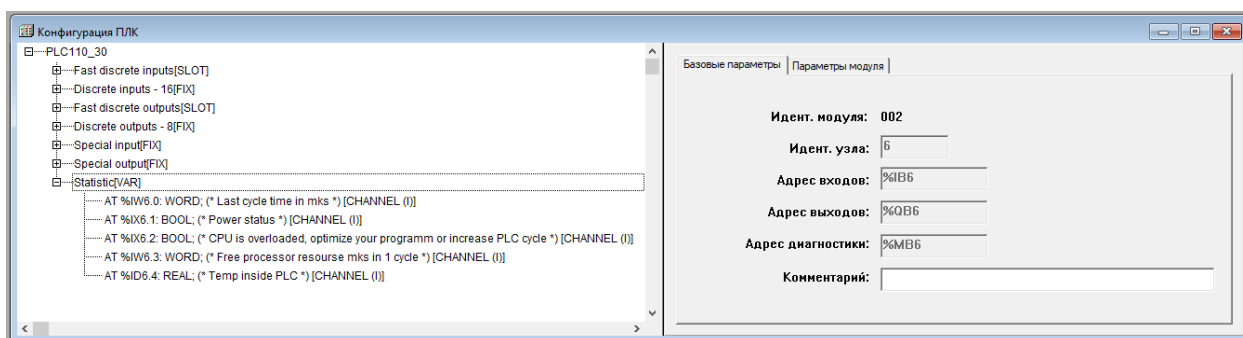 Конфигурация ПЛК
PLC110_30
Fast discrete inputs[SLOT]
Discrete inputs - 16[FIX]
Fast discrete outputs[SLOT]
Discrete outputs - 8[FIX]
Special input[FIX]
Special output[FIX]
Statistic[VAR]
AT %IW6.0: WORD; (* Last cycle time in mks *) [CHANNEL (I)]
AT %IX6.1: BOOL; (* Power status *) [CHANNEL (I)]
AT %IX6.2: BOOL; (* CPU is overloaded, optimize your programm or increase PLC cycle *) [CHANNEL (I)]
AT %IW6.3: WORD; (* Free processor resourse mks in 1 cycle *) [CHANNEL (I)]
AT %ID6.4: REAL; (* Temp inside PLC *) [CHANNEL (I)]
Базовые параметры Параметры модуля
Идент. модуля: 002
Идент. узла: 6
Адрес входов: %IB6
Адрес выходов: %QB6
Адрес диагностики: %MB6
Комментарий: